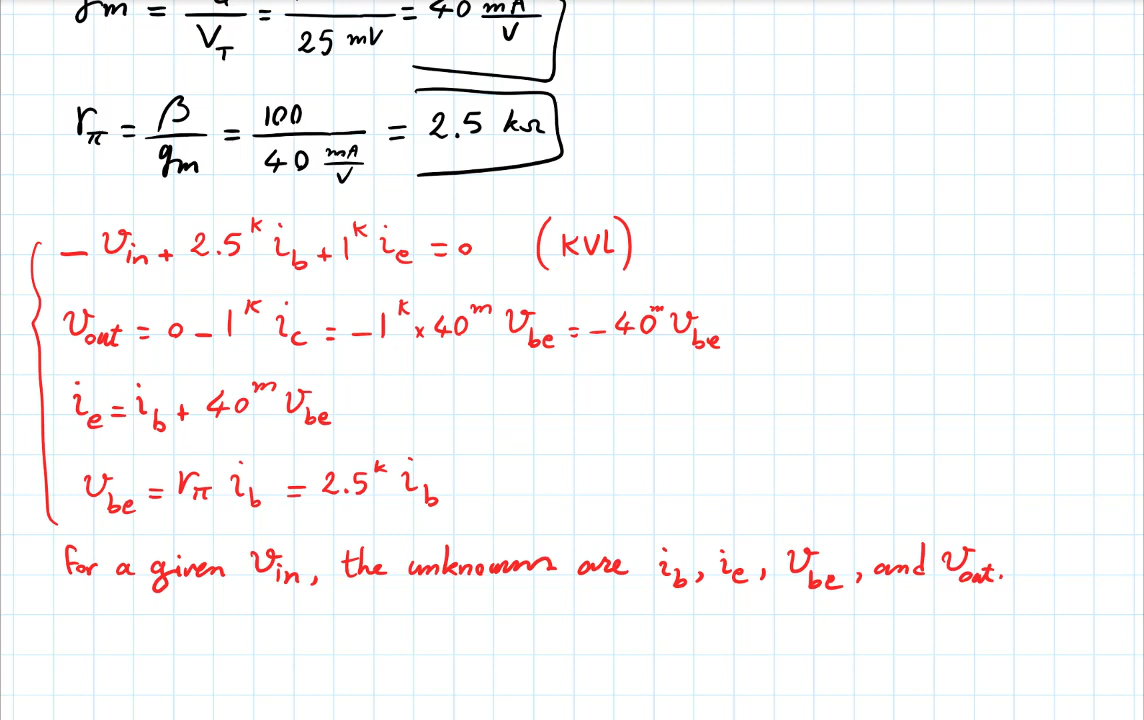 gm = / V_T = / 25 mV = 40 mA/V
r_π = β/gm = 100 / 40 mA/V = 2.5 kΩ
- v_in + 2.5^k i_b + 1^k i_e = 0 (KVL)
v_out = 0 - 1^k i_c = -1^k × 40^m v_be = -40^m v_be
i_e = i_b + 40^m v_be
v_be = r_π i_b = 2.5^k i_b
For a given v_in, the unknowns are i_b, i_e, v_be, and v_out.